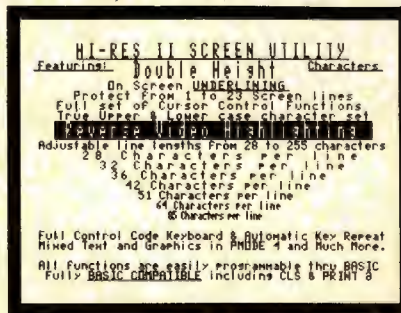 HI-RES II SCREEN UTILITY
Featuring: Double Height Characters
On Screen UNDERLINING
Protect From 1 to 23 Screen lines
Full set of Cursor Control Functions
True Upper & Lower case character set
Reverse Video Highlighting
Adjustable line lengths From 28 to 255 characters
28 Characters per line
32 Characters per line
36 Characters per line
42 Characters per line
51 Characters per line
64 Characters per line
85 Characters per line
Full Control Code Keyboard & Automatic Key Repeat
Mixed Text and Graphics in PMODE 4 and Much More.
All Functions are easily programmable thru BASIC
Fully BASIC COMPATIBLE including CLS & PRINT @